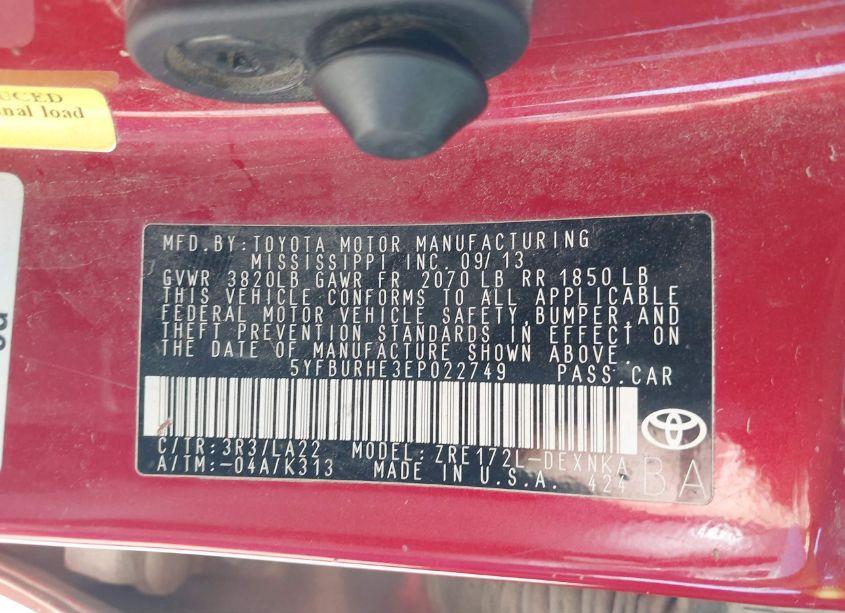 UCED
nal load
MFD.BY:TOYOTA MOTOR MANUFACTURING
MISSISSIPPI INC. 09/13
GVWR 3820LB GAWR FR 2070 LB RR 1850 LB
THIS VEHICLE CONFORMS TO ALL APPLICABLE
FEDERAL MOTOR VEHICLE SAFETY,BUMPER,AND
THEFT PREVENTION STANDARDS IN EFFECT ON
THE DATE OF MANUFACTURE SHOWN ABOVE.
5YFBURHE3EP022749 PASS.CAR
C/TR:3R3/LA22 MODEL:ZRE172L-DEXNKA
A/TM:-04A/K313 MADE IN U.S.A. 424 BA